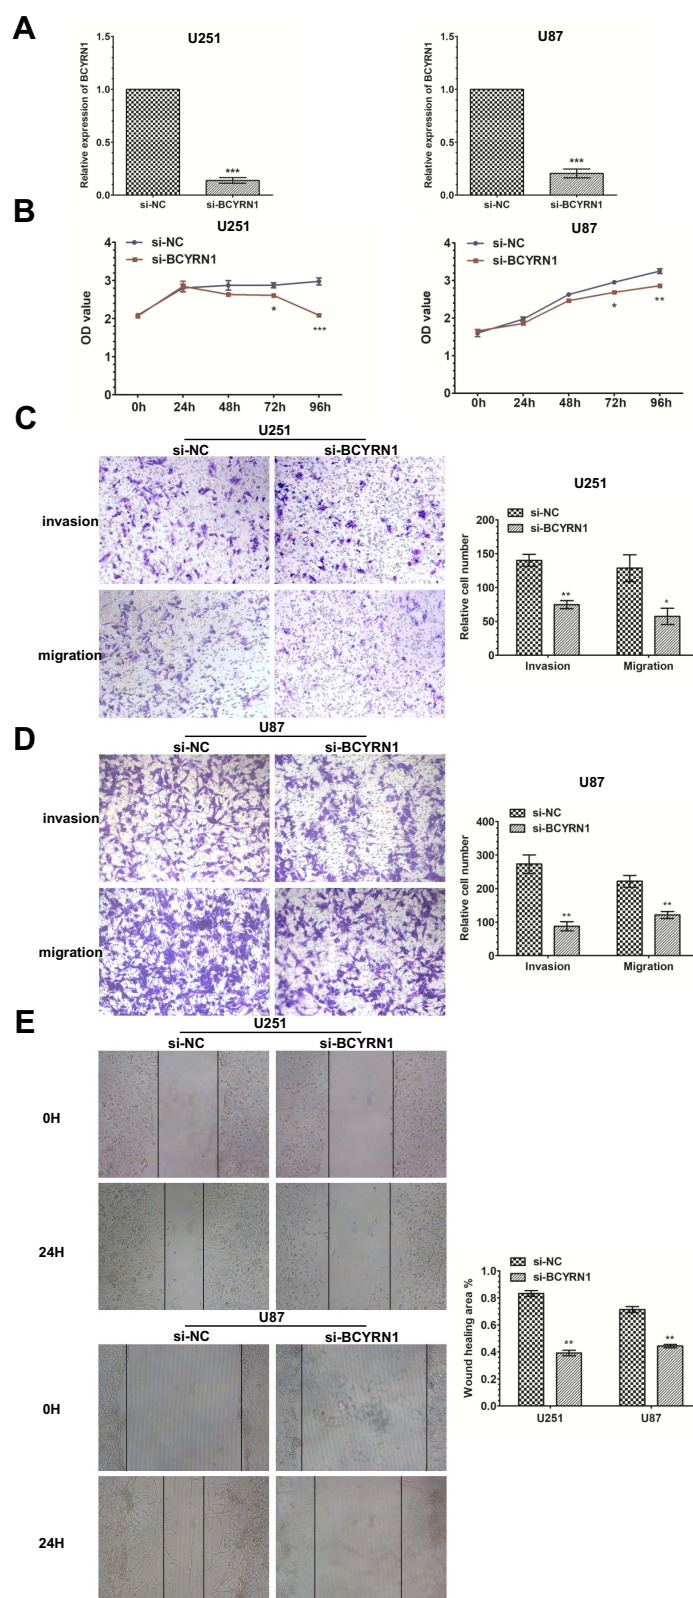 A
U251
Relative expression of BCYRN1
1.5
1.0
0.5
0.0
***
si-NC
si-BCYRN1
U87
Relative expression of BCYRN1
1.5
1.0
0.5
0.0
***
si-NC
si-BCYRN1
B
U251
si-NC
si-BCYRN1
OD value
4
3
2
1
0
*
***
0h 24h 48h 72h 96h
U87
si-NC
si-BCYRN1
OD value
4
3
2
1
0
*
**
0h 24h 48h 72h 96h
C
U251
si-NC si-BCYRN1
invasion
migration
U251
si-NC
si-BCYRN1
Relative cell number
200
150
100
50
0
**
*
Invasion Migration
D
U87
si-NC si-BCYRN1
invasion
migration
U87
si-NC
si-BCYRN1
Relative cell number
400
300
200
100
0
**
**
Invasion Migration
E
U251
si-NC si-BCYRN1
0H
24H
U87
si-NC si-BCYRN1
0H
24H
si-NC
si-BCYRN1
Wound healing area %
1.0
0.8
0.6
0.4
0.2
0.0
**
**
U251 U87